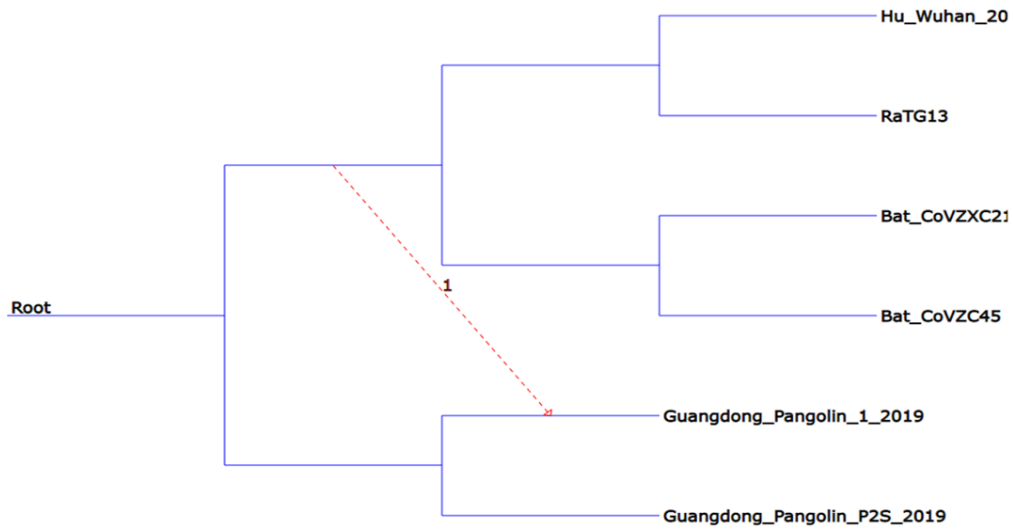 Hu_Wuhan_20
RaTG13
Bat_CoVZXC21
1
Root
Bat_CoVZC45
Guangdong_Pangolin_1_2019
Guangdong_Pangolin_P2S_2019